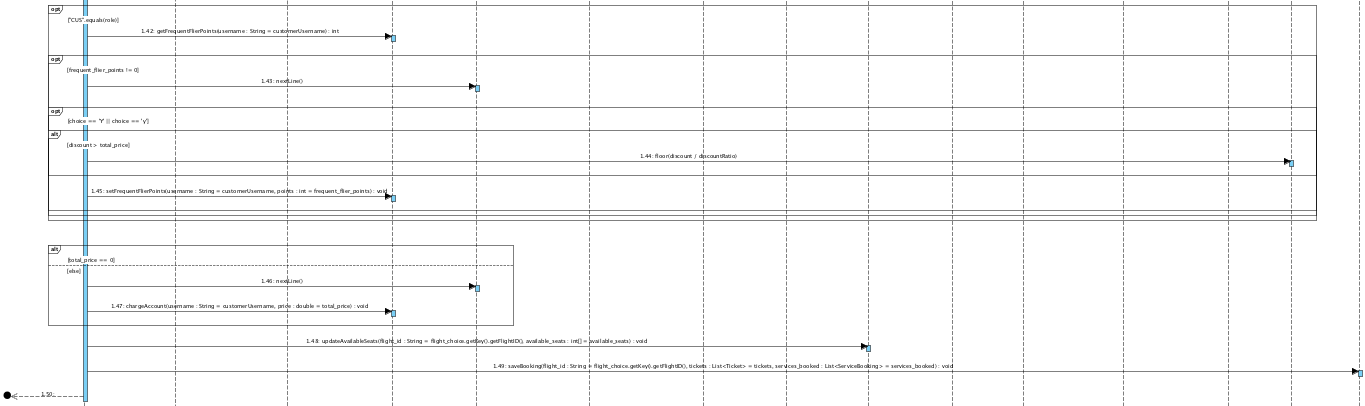 opt
["CUS".equals(role)]
1.42: getFrequentFlierPoints(username : String = customerUsername) : int
opt
[frequent_flier_points != 0]
1.43: nextLine()
opt
[choice == 'Y' || choice == 'y']
alt
[discount > total_price]
1.44: floor(discount / discountRatio)
1.45: setFrequentFlierPoints(username : String = customerUsername, points : int = frequent_flier_points) : void
alt
[total_price == 0]
[else]
1.46: nextLine()
1.47: chargeAccount(username : String = customerUsername, price : double = total_price) : void
1.48: updateAvailableSeats(flight_id : String = flight_choice.getKey().getFlightID(), available_seats : int[] = available_seats) : void
1.49: saveBooking(flight_id : String = flight_choice.getKey().getFlightID(), tickets : List<Ticket> = tickets, services_booked : List<ServiceBooking> = services_booked) : void
1.50: